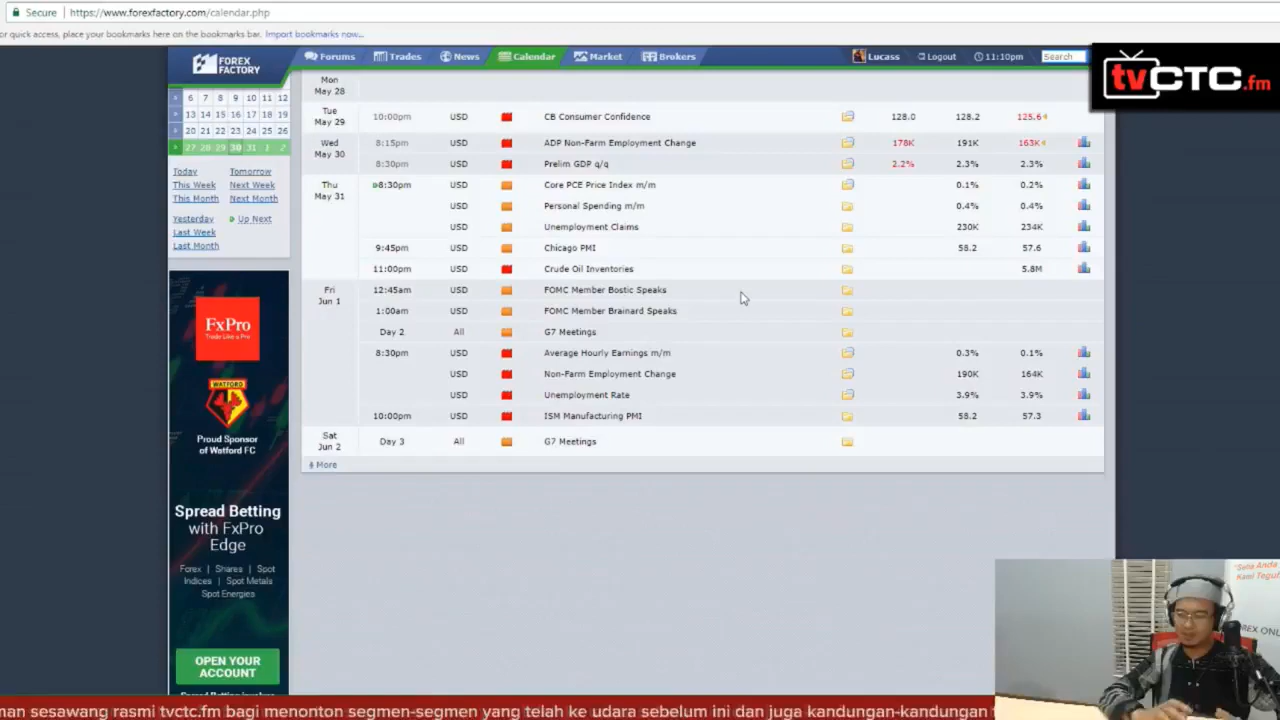 Secure https://www.forexfactory.com/calendar.php
or quick access, place your bookmarks here on the bookmarks bar. Import bookmarks now...
FOREX FACTORY Forums Trades News Calendar Market Brokers Lucass Logout 11:10pm Search
tvCTC.fm
6 7 8 9 10 11 12
13 14 15 16 17 18 19
20 21 22 23 24 25 26
27 28 29 30 31 1 2
Today Tomorrow
This Week Next Week
This Month Next Month
Yesterday Up Next
Last Week
Last Month
Mon May 28
Tue May 29 10:00pm USD CB Consumer Confidence 128.0 128.2 125.6
Wed May 30 8:15pm USD ADP Non-Farm Employment Change 178K 191K 163K
8:30pm USD Prelim GDP q/q 2.2% 2.3% 2.3%
Thu May 31 8:30pm USD Core PCE Price Index m/m 0.1% 0.2%
USD Personal Spending m/m 0.4% 0.4%
USD Unemployment Claims 230K 234K
9:45pm USD Chicago PMI 58.2 57.6
11:00pm USD Crude Oil Inventories 5.8M
Fri Jun 1 12:45am USD FOMC Member Bostic Speaks
1:00am USD FOMC Member Brainard Speaks
Day 2 All G7 Meetings
8:30pm USD Average Hourly Earnings m/m 0.3% 0.1%
USD Non-Farm Employment Change 190K 164K
USD Unemployment Rate 3.9% 3.9%
10:00pm USD ISM Manufacturing PMI 58.2 57.3
Sat Jun 2 Day 3 All G7 Meetings
More
FxPro
Trade Like a Pro
WATFORD
Proud Sponsor
of Watford FC
Spread Betting
with FxPro
Edge
Forex | Shares | Spot
Indices | Spot Metals
Spot Energies
OPEN YOUR
ACCOUNT
Spread Betting involves
"Setia Anda
Kami Teguh
FOREX ONL
man sesawang rasmi tvctc.fm bagi menonton segmen-segmen yang telah ke udara sebelum ini dan juga kandungan-kandungan